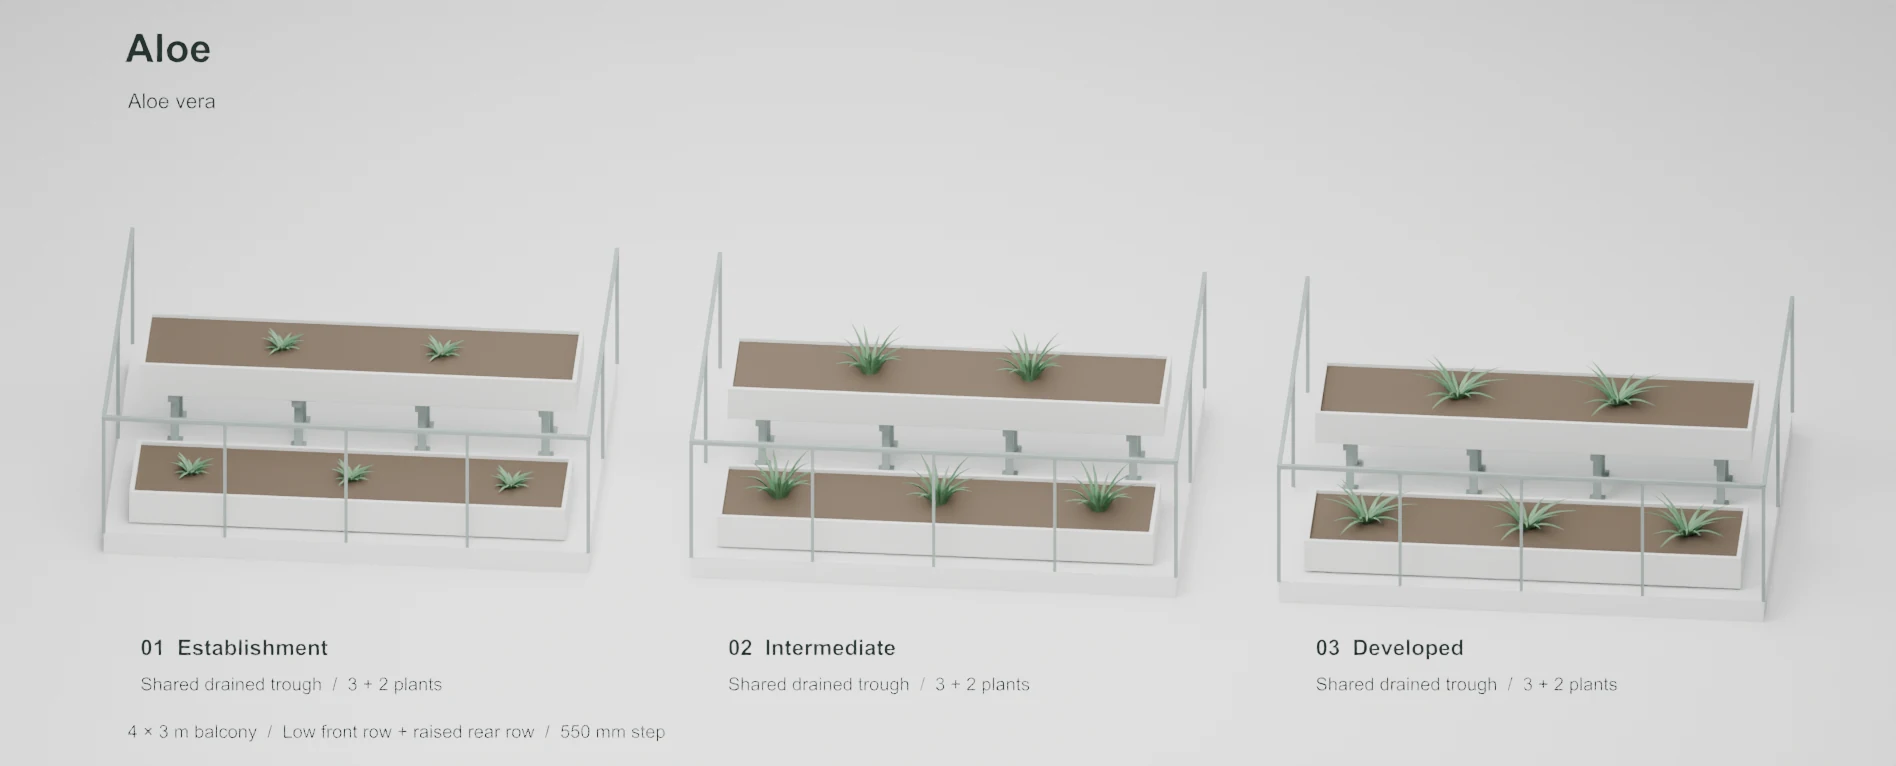 Aloe
Aloe vera
01 Establishment
Shared drained trough / 3 + 2 plants
02 Intermediate
Shared drained trough / 3 + 2 plants
03 Developed
Shared drained trough / 3 + 2 plants
4 × 3 m balcony / Low front row + raised rear row / 550 mm step